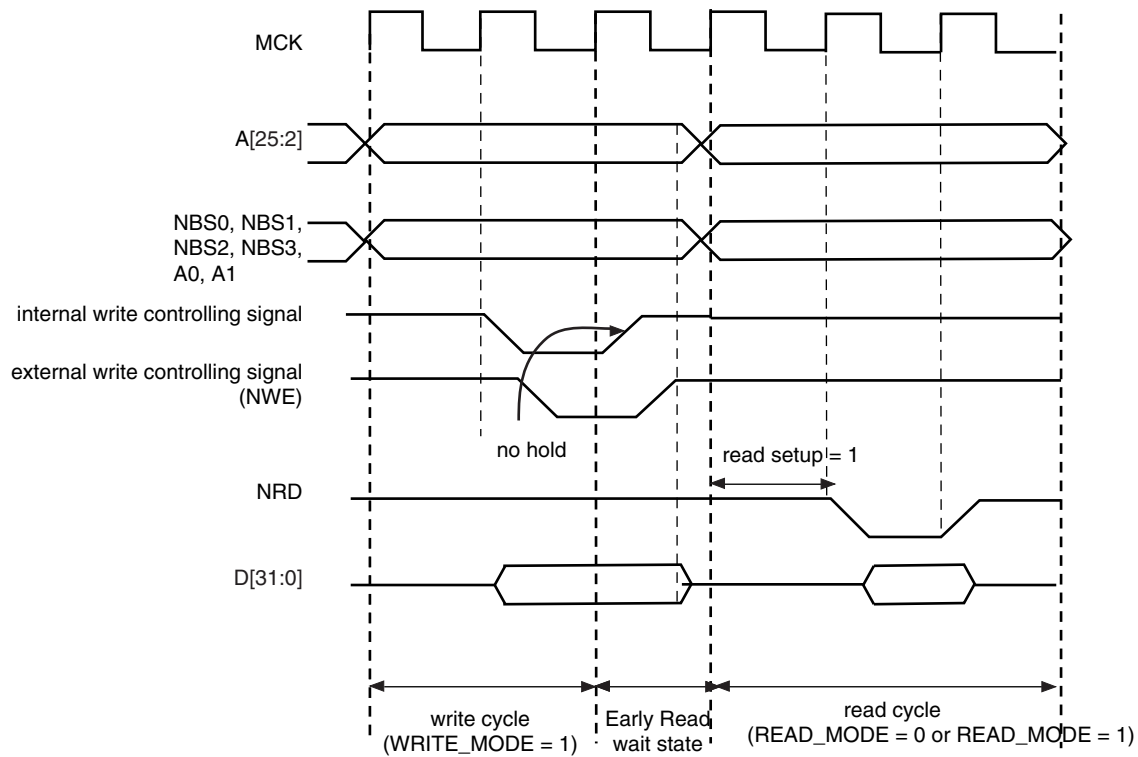 MCK
A[25:2]
NBS0, NBS1,
NBS2, NBS3,
A0, A1
internal write controlling signal
external write controlling signal
(NWE)
no hold
read setup = 1
NRD
D[31:0]
write cycle
(WRITE_MODE = 1)
Early Read
wait state
read cycle
(READ_MODE = 0 or READ_MODE = 1)